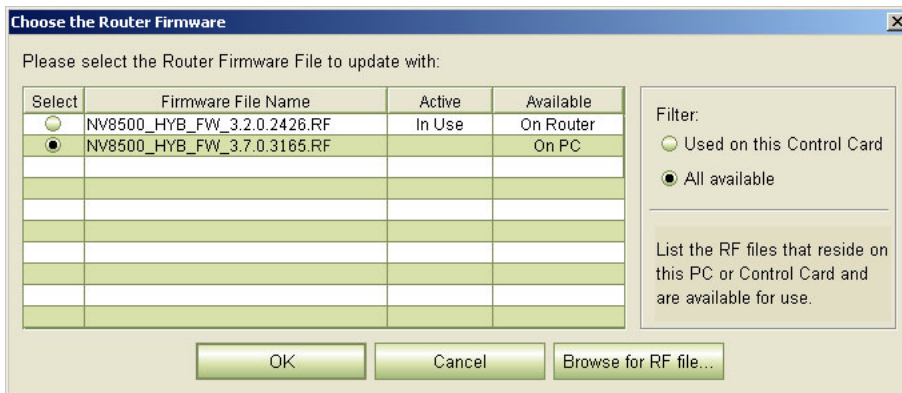 Choose the Router Firmware
Please select the Router Firmware File to update with:
Select Firmware File Name Active Available
NV8500_HYB_FW_3.2.0.2426.RF In Use On Router
NV8500_HYB_FW_3.7.0.3165.RF On PC
Filter:
Used on this Control Card
All available
List the RF files that reside on
this PC or Control Card and
are available for use.
OK Cancel Browse for RF file...